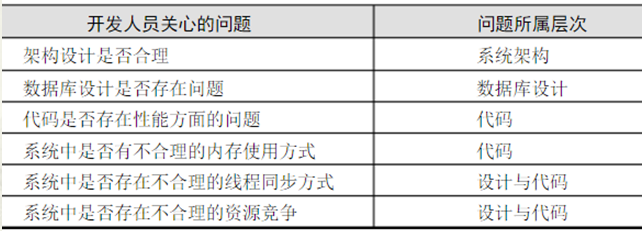 开发人员关心的问题 问题所属层次
架构设计是否合理 系统架构
数据库设计是否存在问题 数据库设计
代码是否存在性能方面的问题 代码
系统中是否有不合理的内存使用方式 代码
系统中是否存在不合理的线程同步方式 设计与代码
系统中是否存在不合理的资源竞争 设计与代码